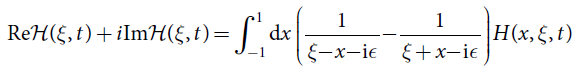 Reℋ(ξ,t) + iImℋ(ξ,t) = ∫_{-1}^{1} dx ( 1/(ξ−x−iϵ) − 1/(ξ+x−iϵ) ) H(x,ξ,t)